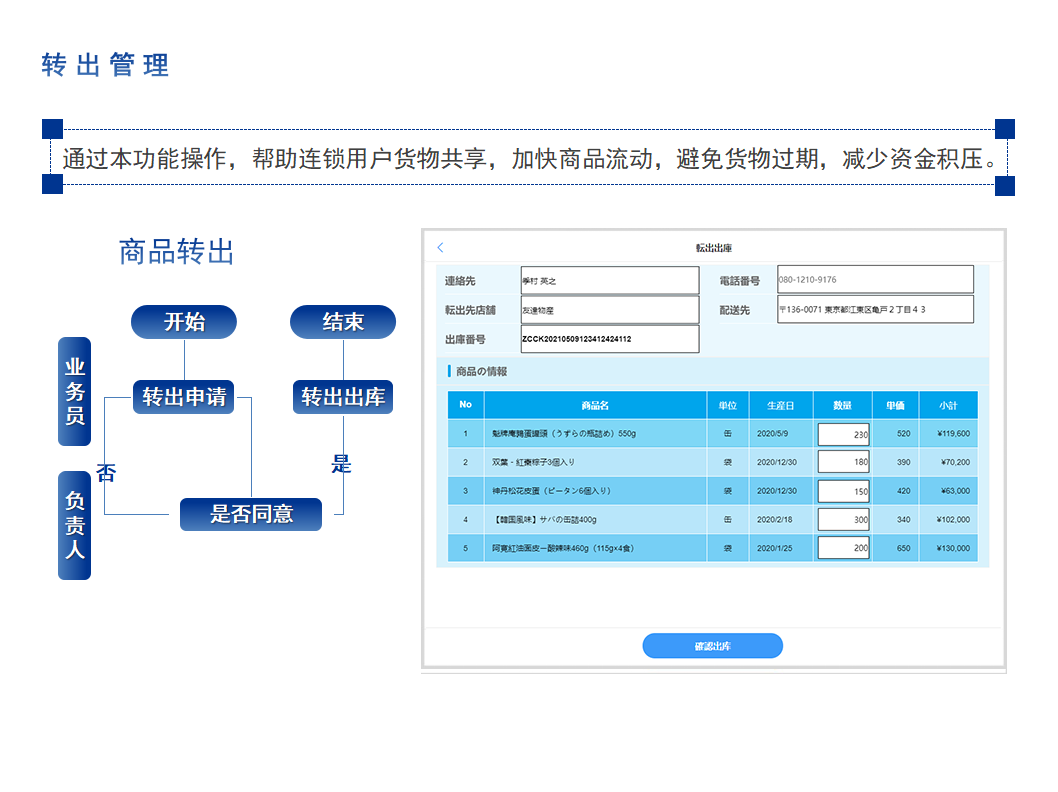 转出管理
通过本功能操作，帮助连锁用户货物共享，加快商品流动，避免货物过期，减少资金积压。
商品转出
开始
结束
业务员
转出申请
转出出库
否
是
负责人
是否同意
転出出庫
連絡先 季村 英之 電話番号 080-1210-9176
転出先店舗 友達物産 配送先 〒136-0071 東京都江東区亀戸２丁目４３
出庫番号 ZCCK20210509123412424112
商品の情報
No 商品名 单位 生産日 数量 単価 小計
1 鵪鶉蛋罐頭（うずらの瓶詰め）550g 缶 2020/5/9 230 520 ¥119,600
2 双葉・紅棗粽子3個入り 袋 2020/12/30 180 390 ¥70,200
3 神丹松花皮蛋（ピータン6個入り） 袋 2020/12/30 150 420 ¥63,000
4 【韓国風味】サバの缶詰400g 缶 2020/2/18 300 340 ¥102,000
5 阿寛紅油面皮ー酸辣味460g（115g×4食） 袋 2020/1/25 200 650 ¥130,000
確認出库